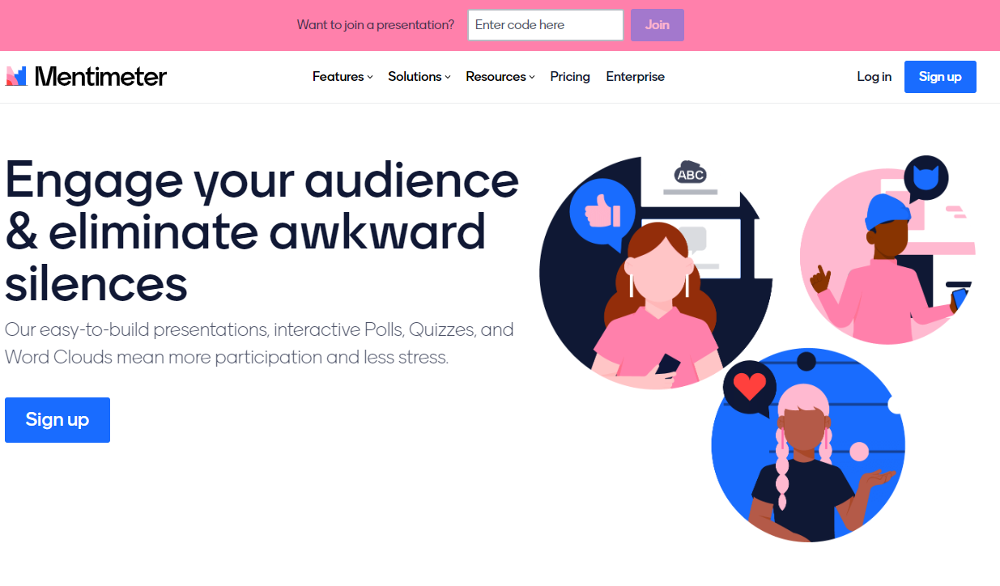 Want to join a presentation? Enter code here Join
Mentimeter Features Solutions Resources Pricing Enterprise Log in Sign up
Engage your audience
& eliminate awkward
silences
Our easy-to-build presentations, interactive Polls, Quizzes, and
Word Clouds mean more participation and less stress.
Sign up
ABC